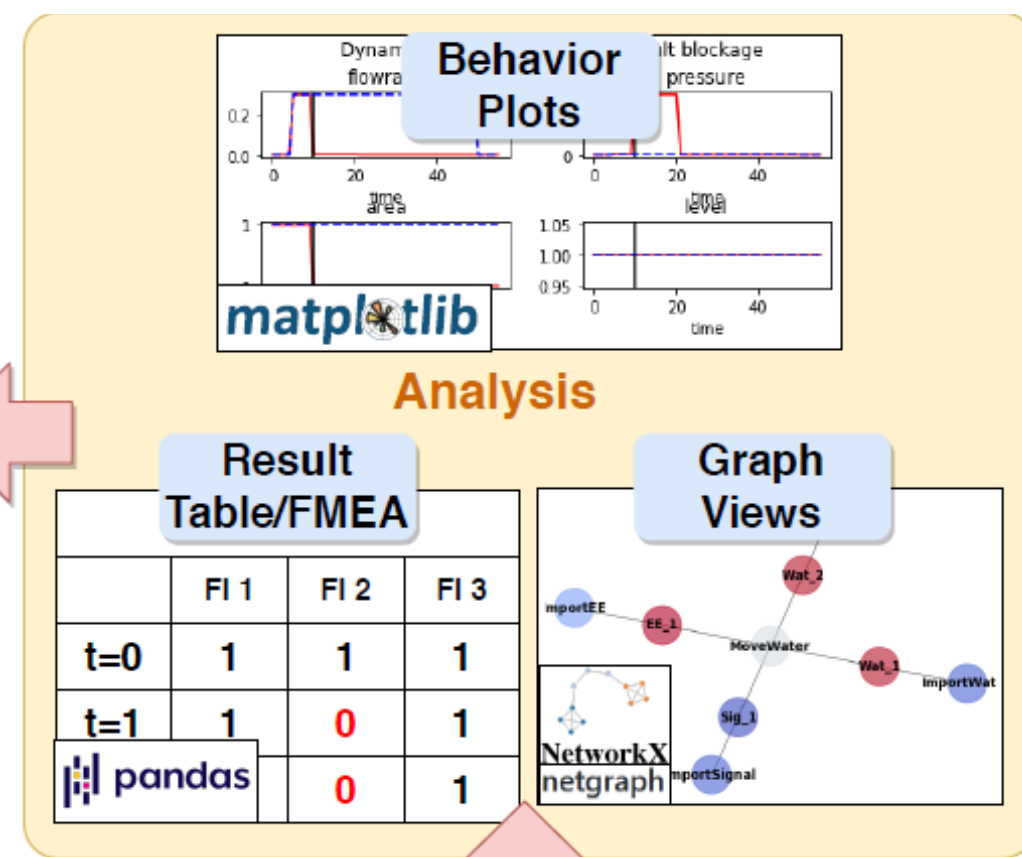 Behavior
Plots
flowra
lt blockage
pressure
0.2
0.0
0
20
40
time
area
1
0
0
20
40
time
level
1.05
1.00
0.95
0
20
40
time
matplotlib
Analysis
Result
Table/FMEA
FI 1 FI 2 FI 3
t=0 1 1 1
t=1 1 0 1
0 1
pandas
Graph
Views
Wat_2
mportEE
EE_1
MoveWater
Wat_1
ImportWat
Sig_1
mportSignal
NetworkX
netgraph